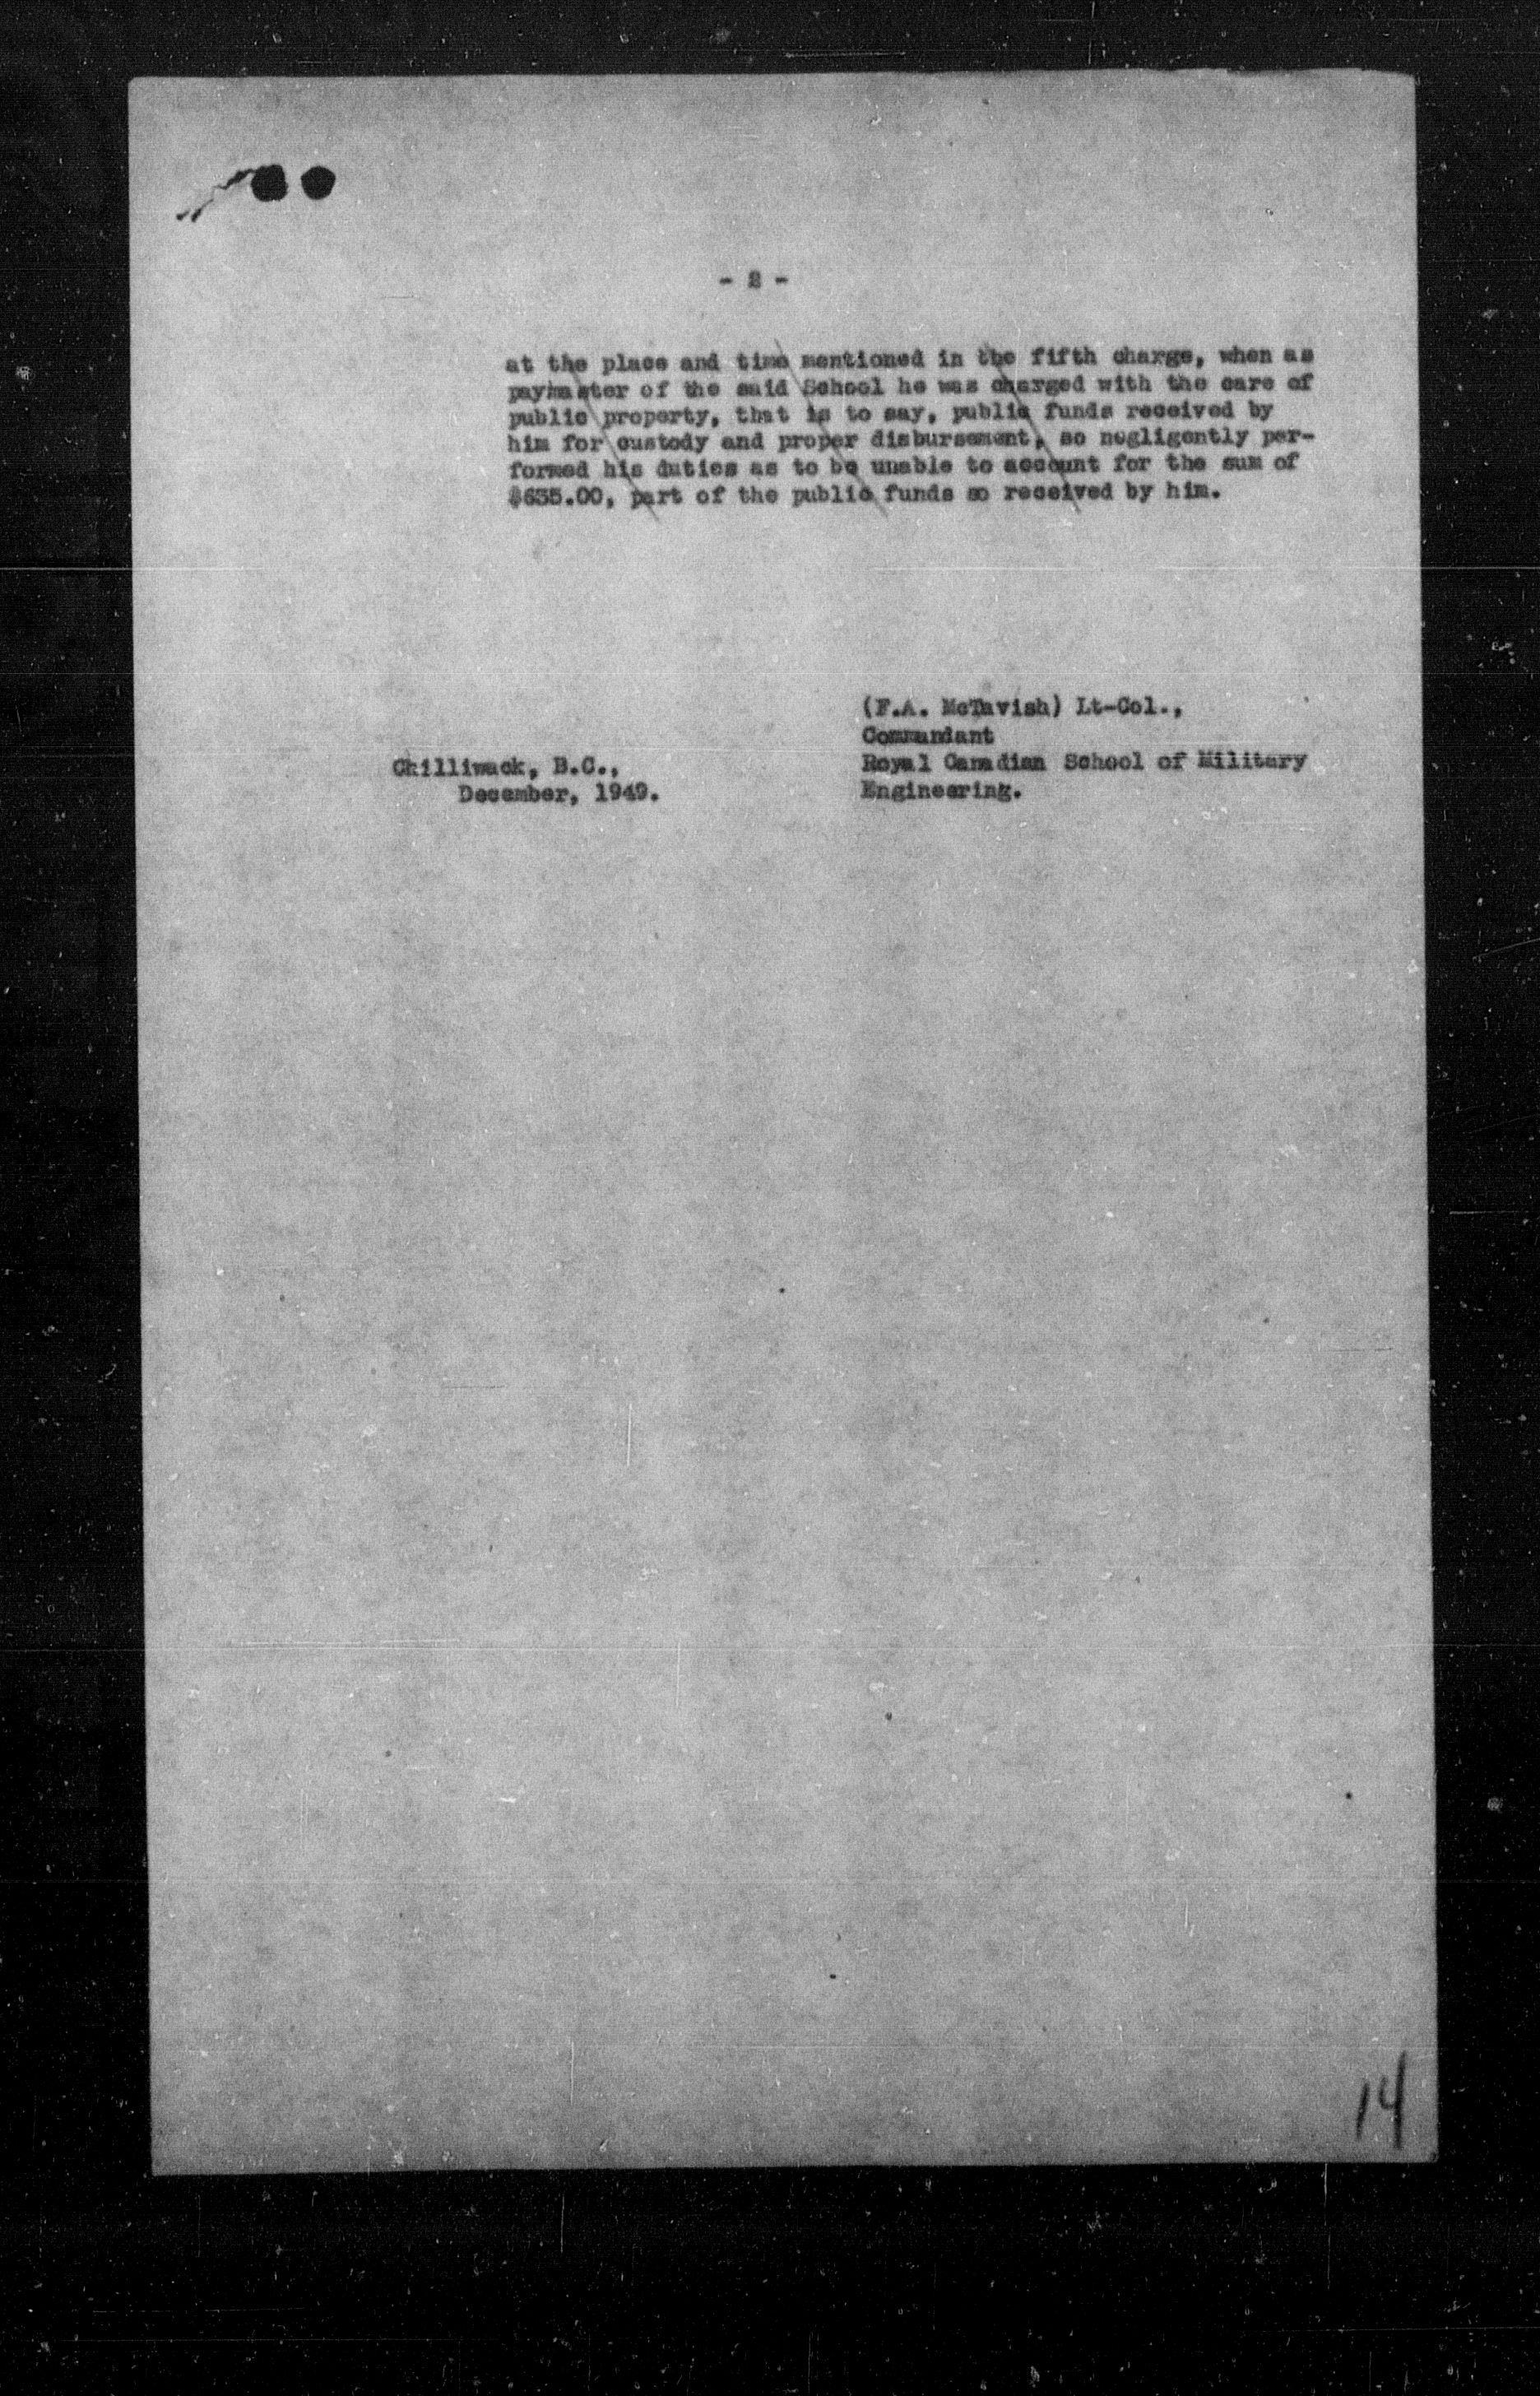 - 2 -
at the place and time mentioned in the fifth charge, when as
paymaster of the said School he was charged with the care of
public property, that is to say, public funds received by
him for custody and proper disbursement, so negligently per-
formed his duties as to be unable to account for the sum of
$635.00, part of the public funds so received by him.
(F.A. McTavish) Lt-Col.,
Commandant
Royal Canadian School of Military
Engineering.
Chilliwack, B.C.,
December, 1949.
14